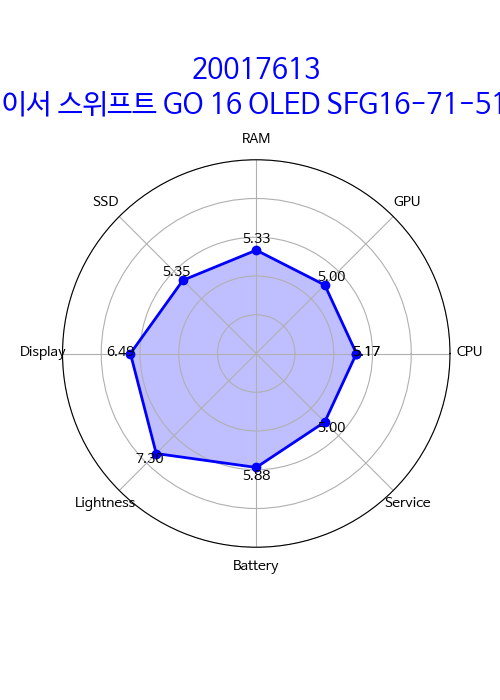 20017613
이서 스위프트 GO 16 OLED SFG16-71-51
RAM
SSD
GPU
5.33
5.35
5.00
Display
6.49
5.17
CPU
7.30
5.00
5.88
Lightness
Service
Battery